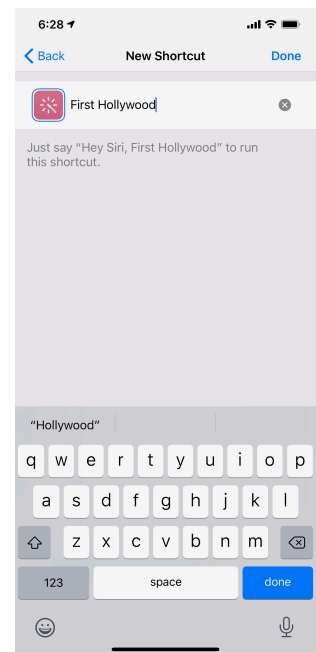 6:28
Back New Shortcut Done
First Hollywood
Just say “Hey Siri, First Hollywood” to run
this shortcut.
“Hollywood”
q w e r t y u i o p
a s d f g h j k l
z x c v b n m
123 space done